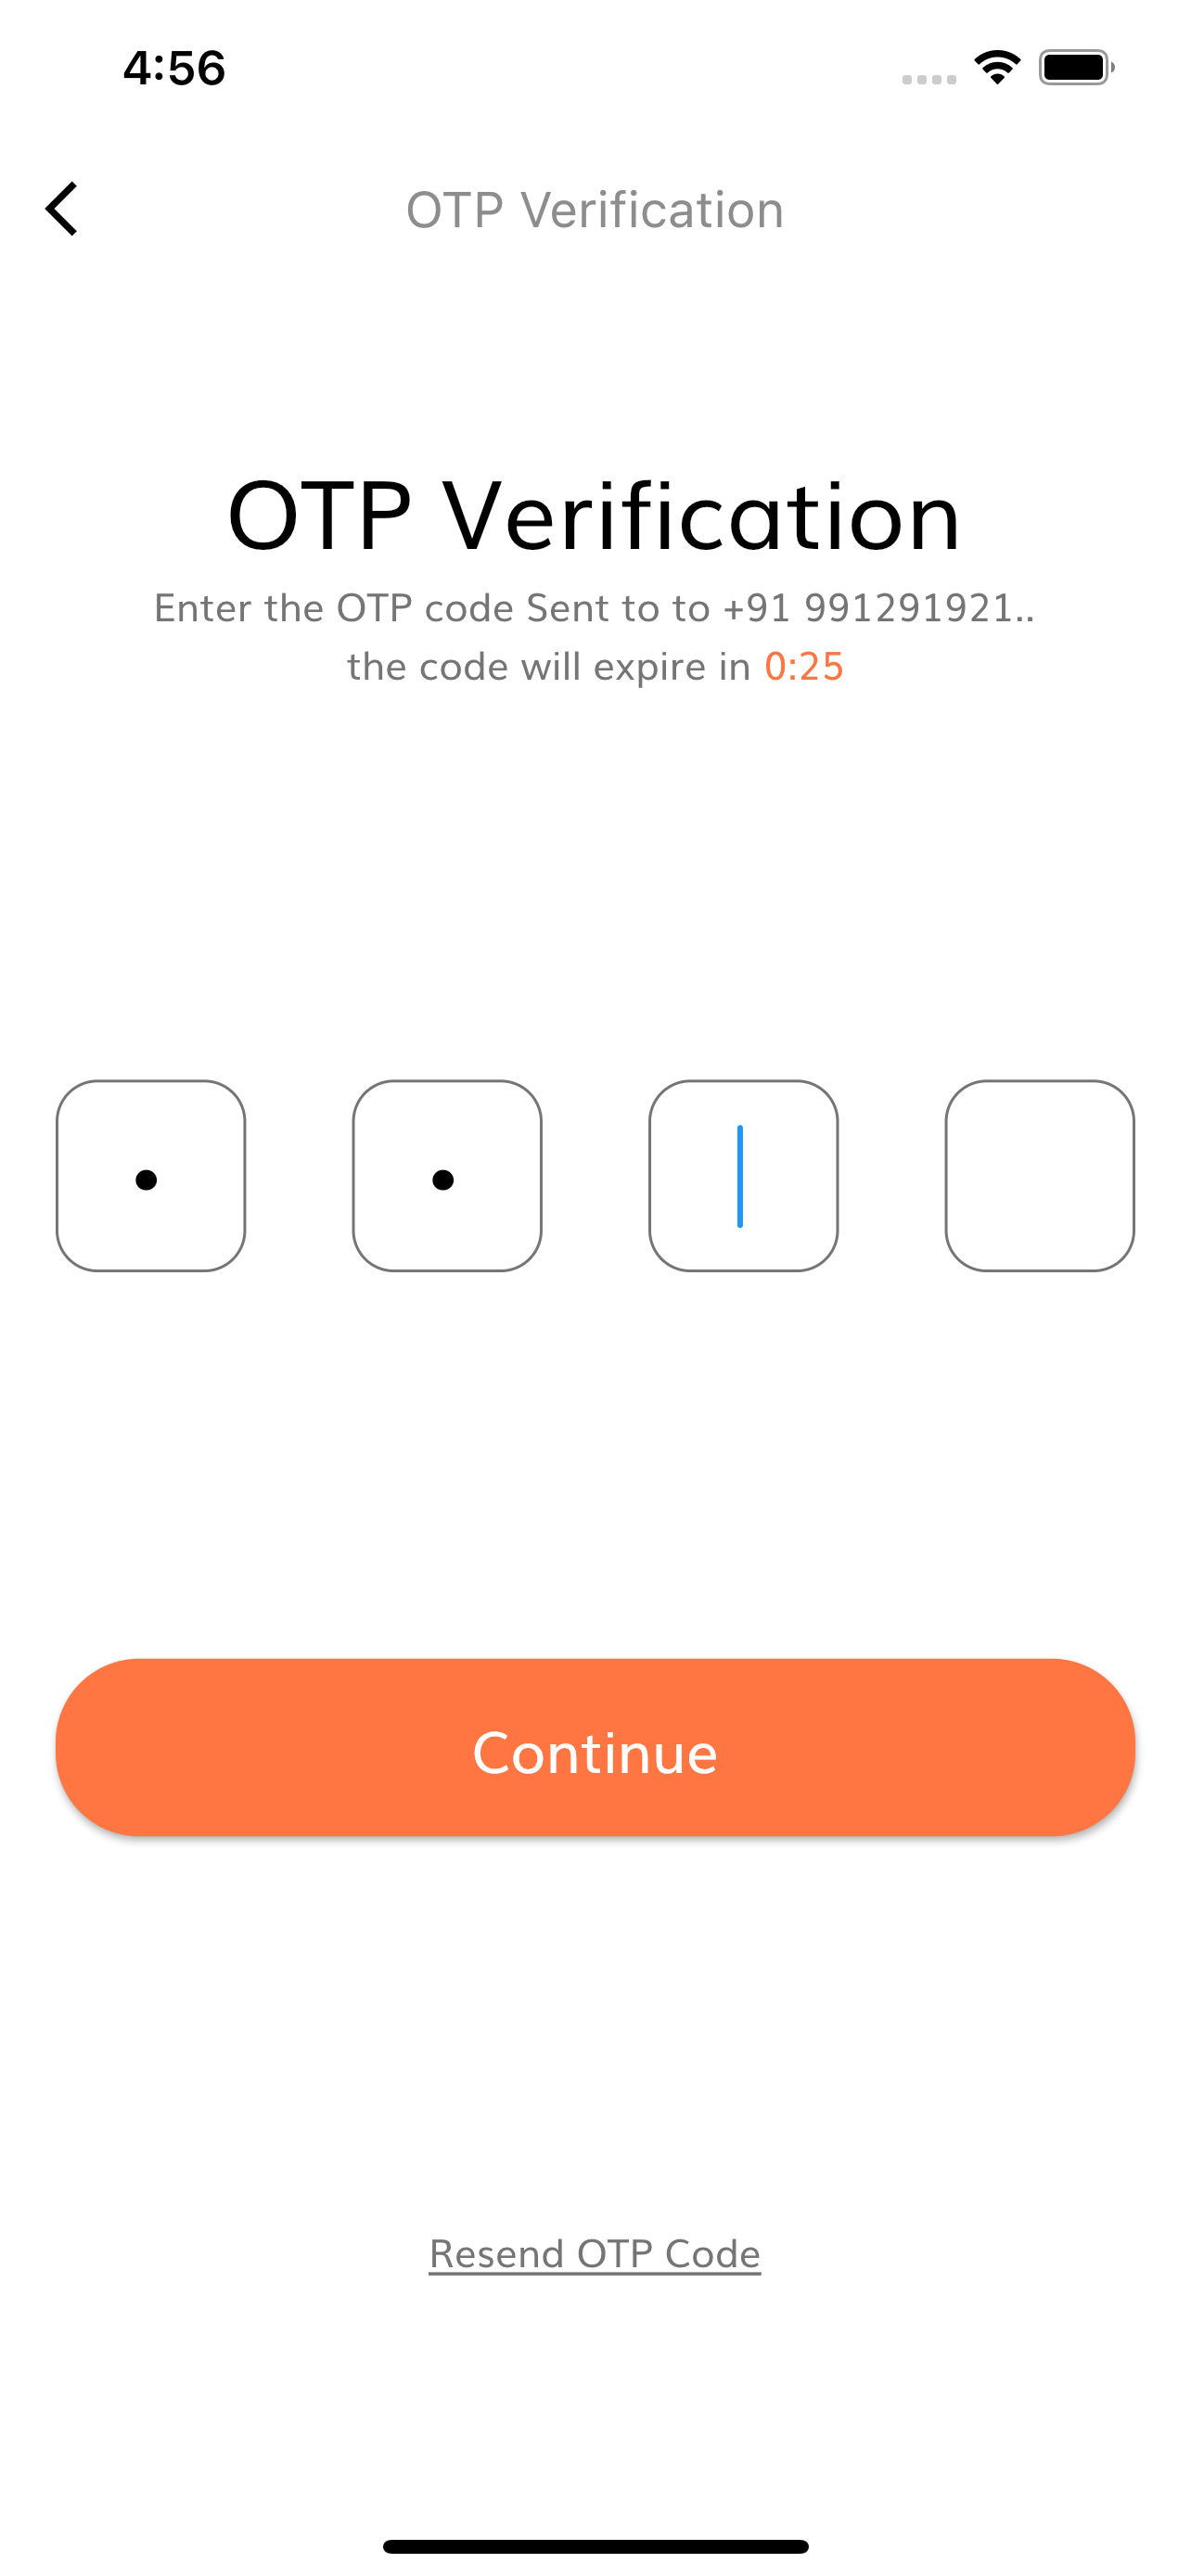 4:56
OTP Verification
OTP Verification
Enter the OTP code Sent to to +91 991291921..
the code will expire in 0:25
Continue
Resend OTP Code